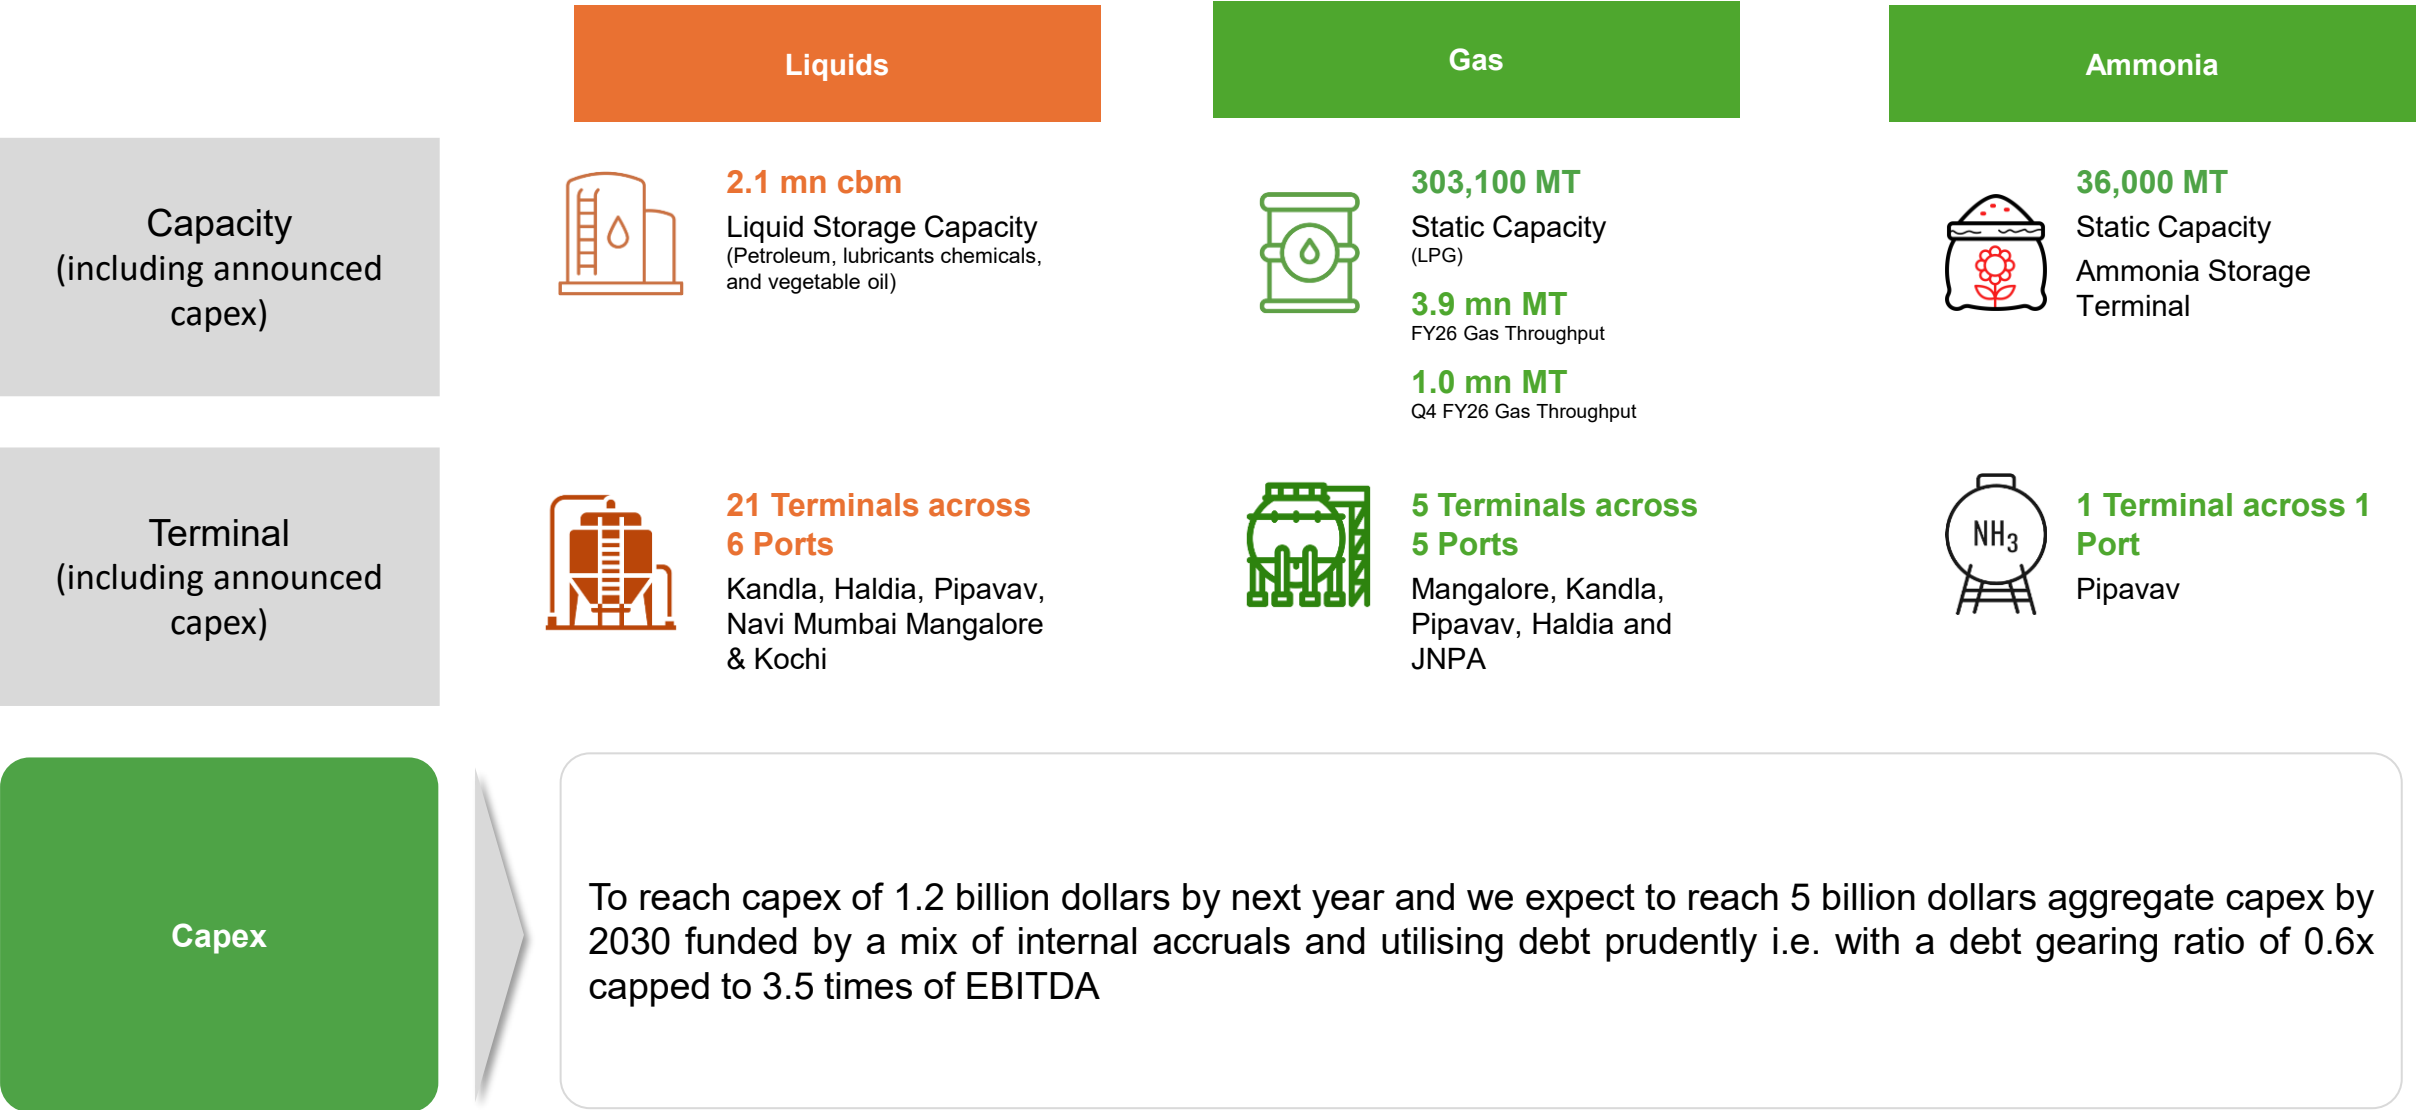 Liquids
Gas
Ammonia
Capacity
(including announced
capex)
2.1 mn cbm
Liquid Storage Capacity
(Petroleum, lubricants chemicals,
and vegetable oil)
303,100 MT
Static Capacity
(LPG)
3.9 mn MT
FY26 Gas Throughput
1.0 mn MT
Q4 FY26 Gas Throughput
36,000 MT
Static Capacity
Ammonia Storage
Terminal
Terminal
(including announced
capex)
21 Terminals across
6 Ports
Kandla, Haldia, Pipavav,
Navi Mumbai Mangalore
& Kochi
5 Terminals across
5 Ports
Mangalore, Kandla,
Pipavav, Haldia and
JNPA
NH3
1 Terminal across 1
Port
Pipavav
Capex
To reach capex of 1.2 billion dollars by next year and we expect to reach 5 billion dollars aggregate capex by
2030 funded by a mix of internal accruals and utilising debt prudently i.e. with a debt gearing ratio of 0.6x
capped to 3.5 times of EBITDA